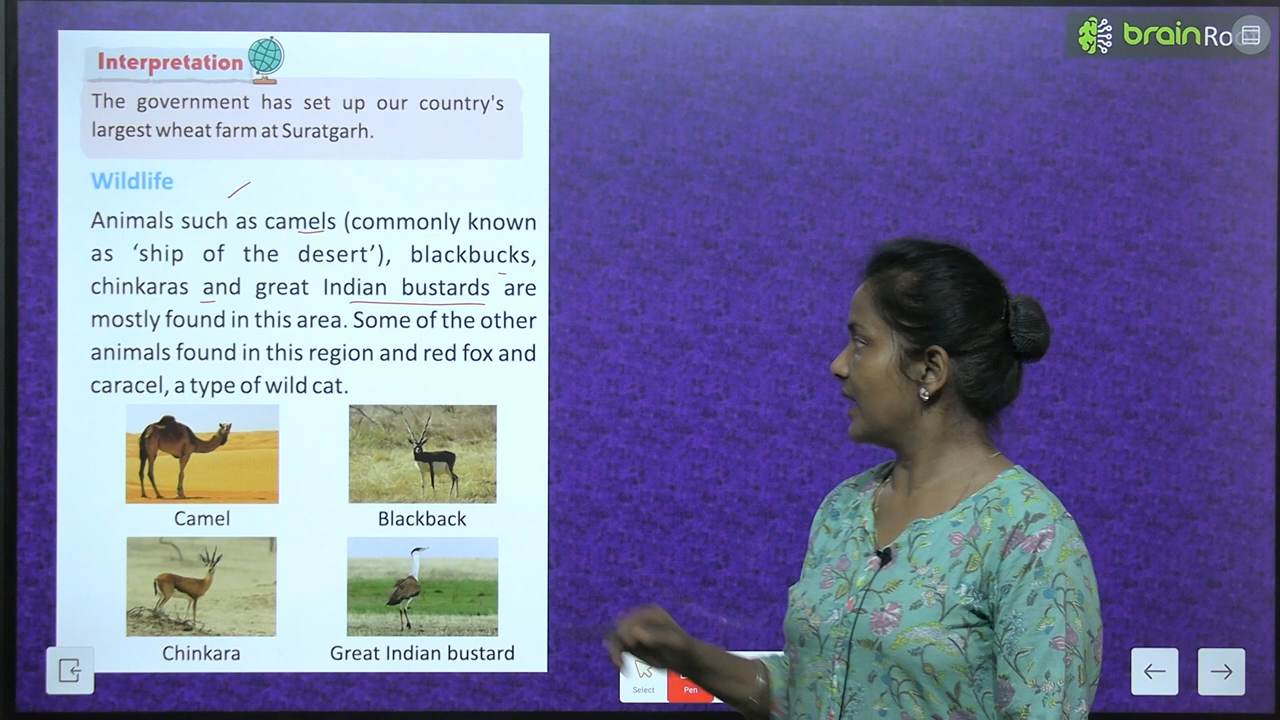 brainRo
Interpretation
The government has set up our country's
largest wheat farm at Suratgarh.
Wildlife
Animals such as camels (commonly known
as ‘ship of the desert’), blackbucks,
chinkaras and great Indian bustards are
mostly found in this area. Some of the other
animals found in this region and red fox and
caracel, a type of wild cat.
Camel
Blackback
Chinkara
Great Indian bustard
Select
Pen